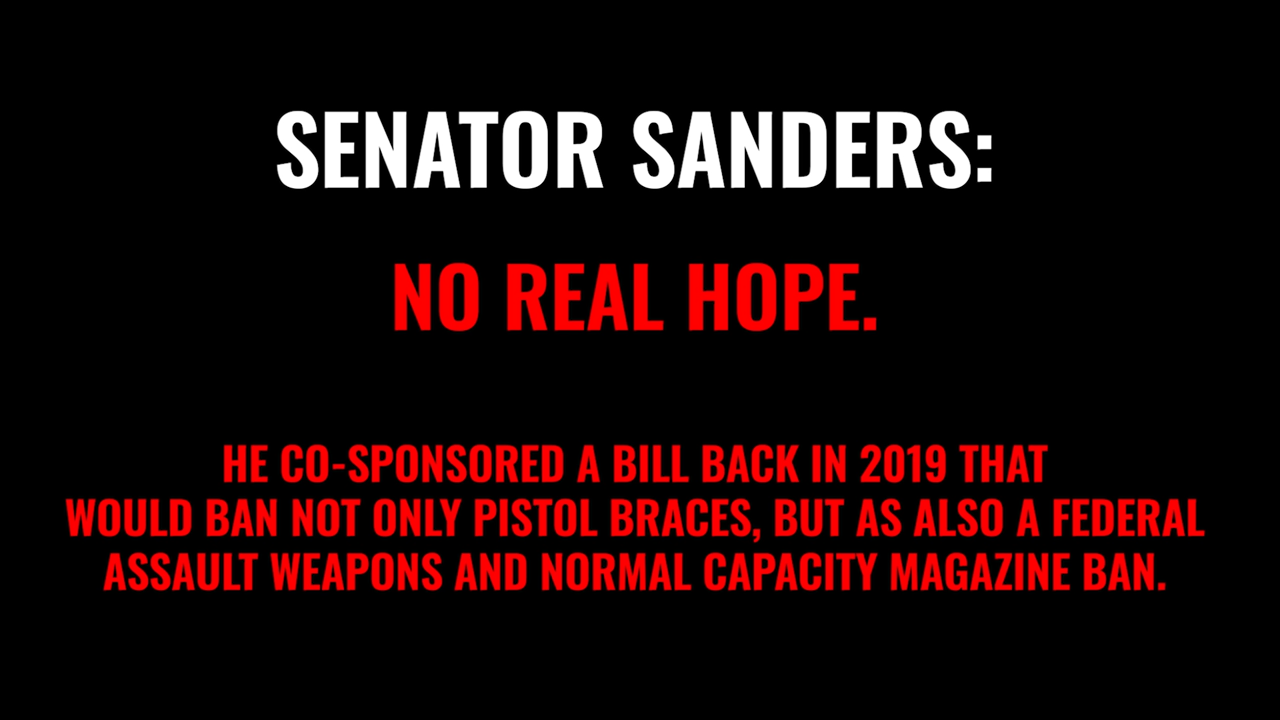 SENATOR SANDERS:
NO REAL HOPE.
HE CO-SPONSORED A BILL BACK IN 2019 THAT
WOULD BAN NOT ONLY PISTOL BRACES, BUT AS ALSO A FEDERAL
ASSAULT WEAPONS AND NORMAL CAPACITY MAGAZINE BAN.